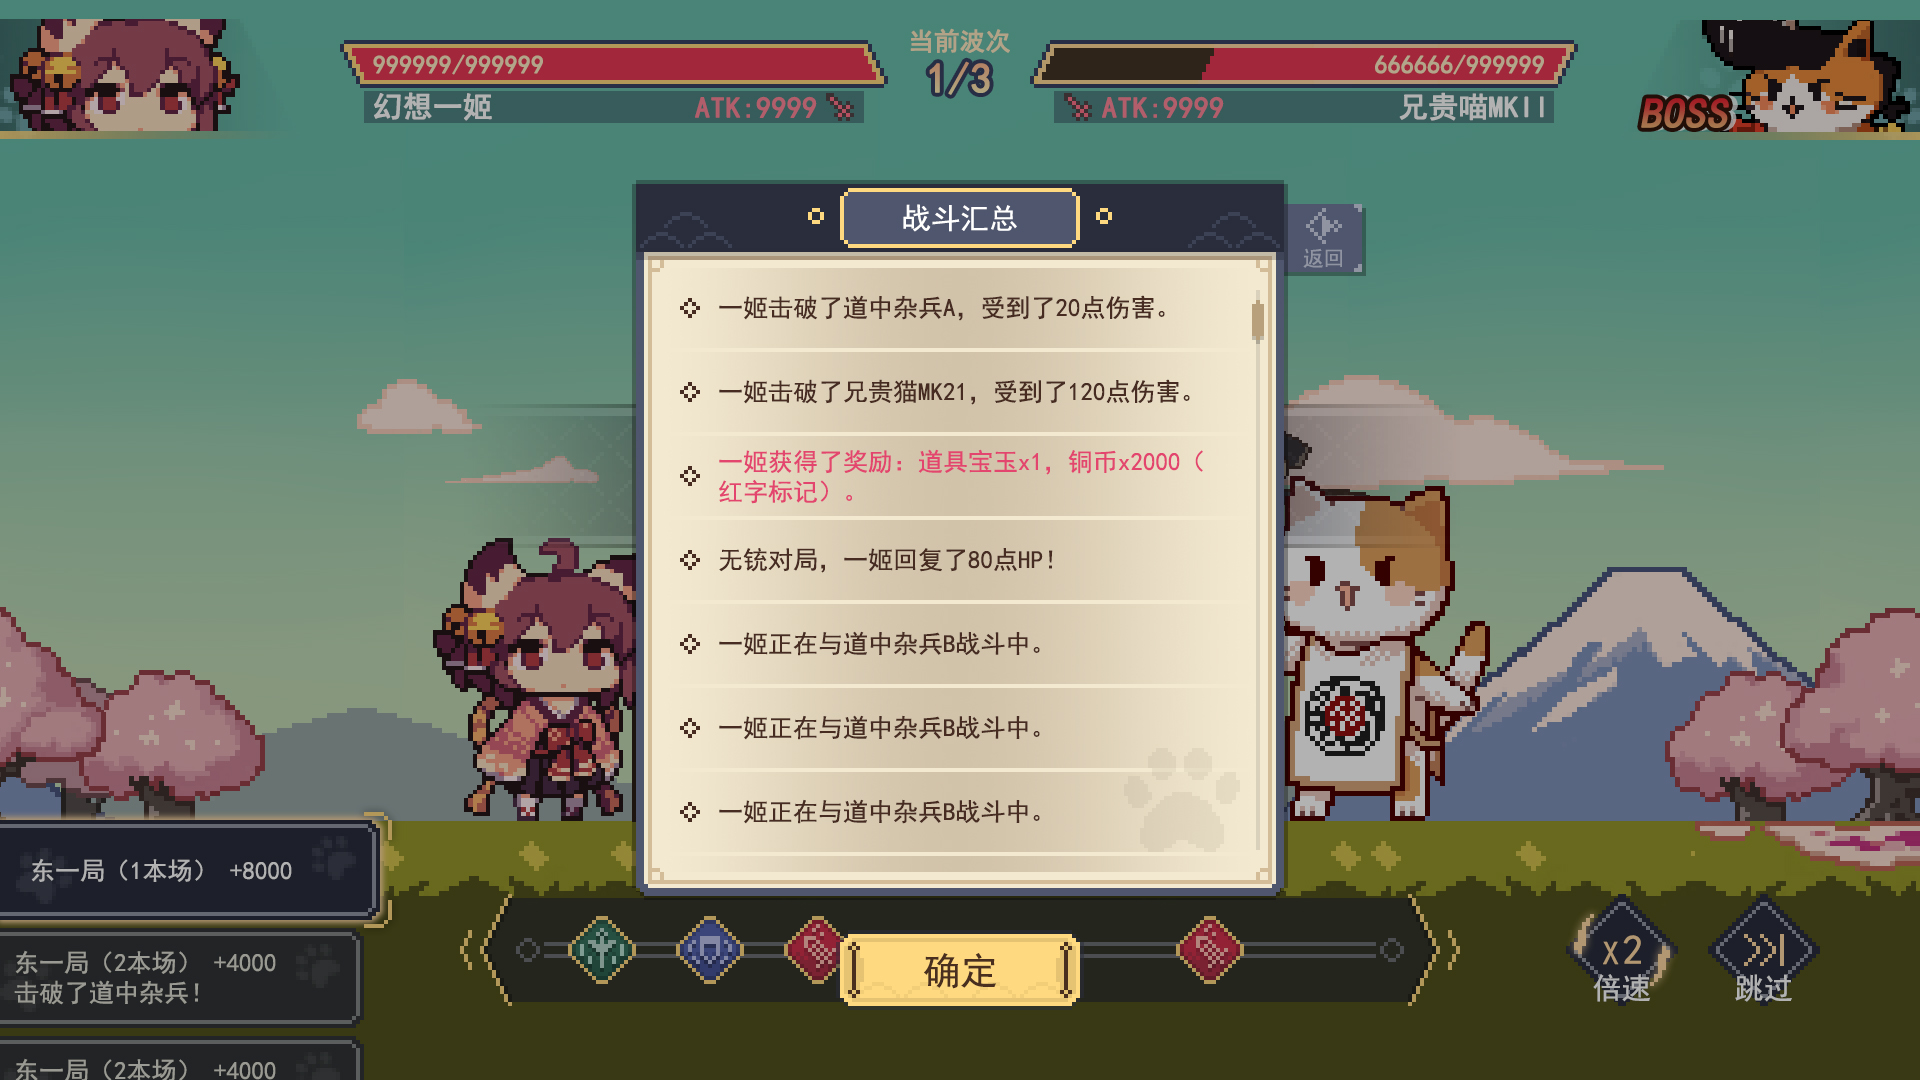 当前波次
1/3
999999/999999
幻想一姬
ATK:9999
666666/999999
ATK:9999
兄贵喵MKII
BOSS
战斗汇总
返回
一姬击破了道中杂兵A，受到了20点伤害。
一姬击破了兄贵猫MK21，受到了120点伤害。
一姬获得了奖励：道具宝玉x1，铜币x2000（
红字标记）。
无铳对局，一姬回复了80点HP！
一姬正在与道中杂兵B战斗中。
一姬正在与道中杂兵B战斗中。
一姬正在与道中杂兵B战斗中。
东一局（1本场） +8000
东一局（2本场） +4000
击破了道中杂兵！
东一局（2本场） +4000
确定
x2
倍速
跳过